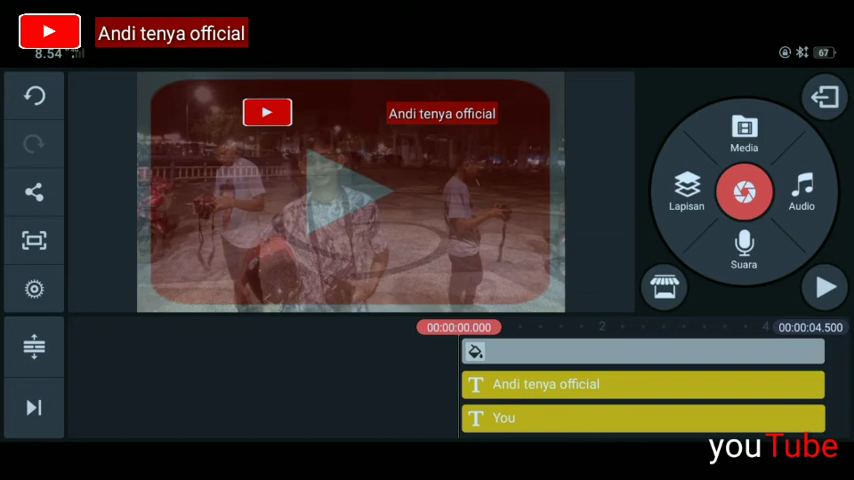 Andi tenya official
8.54
67
Andi tenya official
Media
Lapisan
Audio
Suara
00:00:00.000
2
4
00:00:04.500
T Andi tenya official
T You
youTube